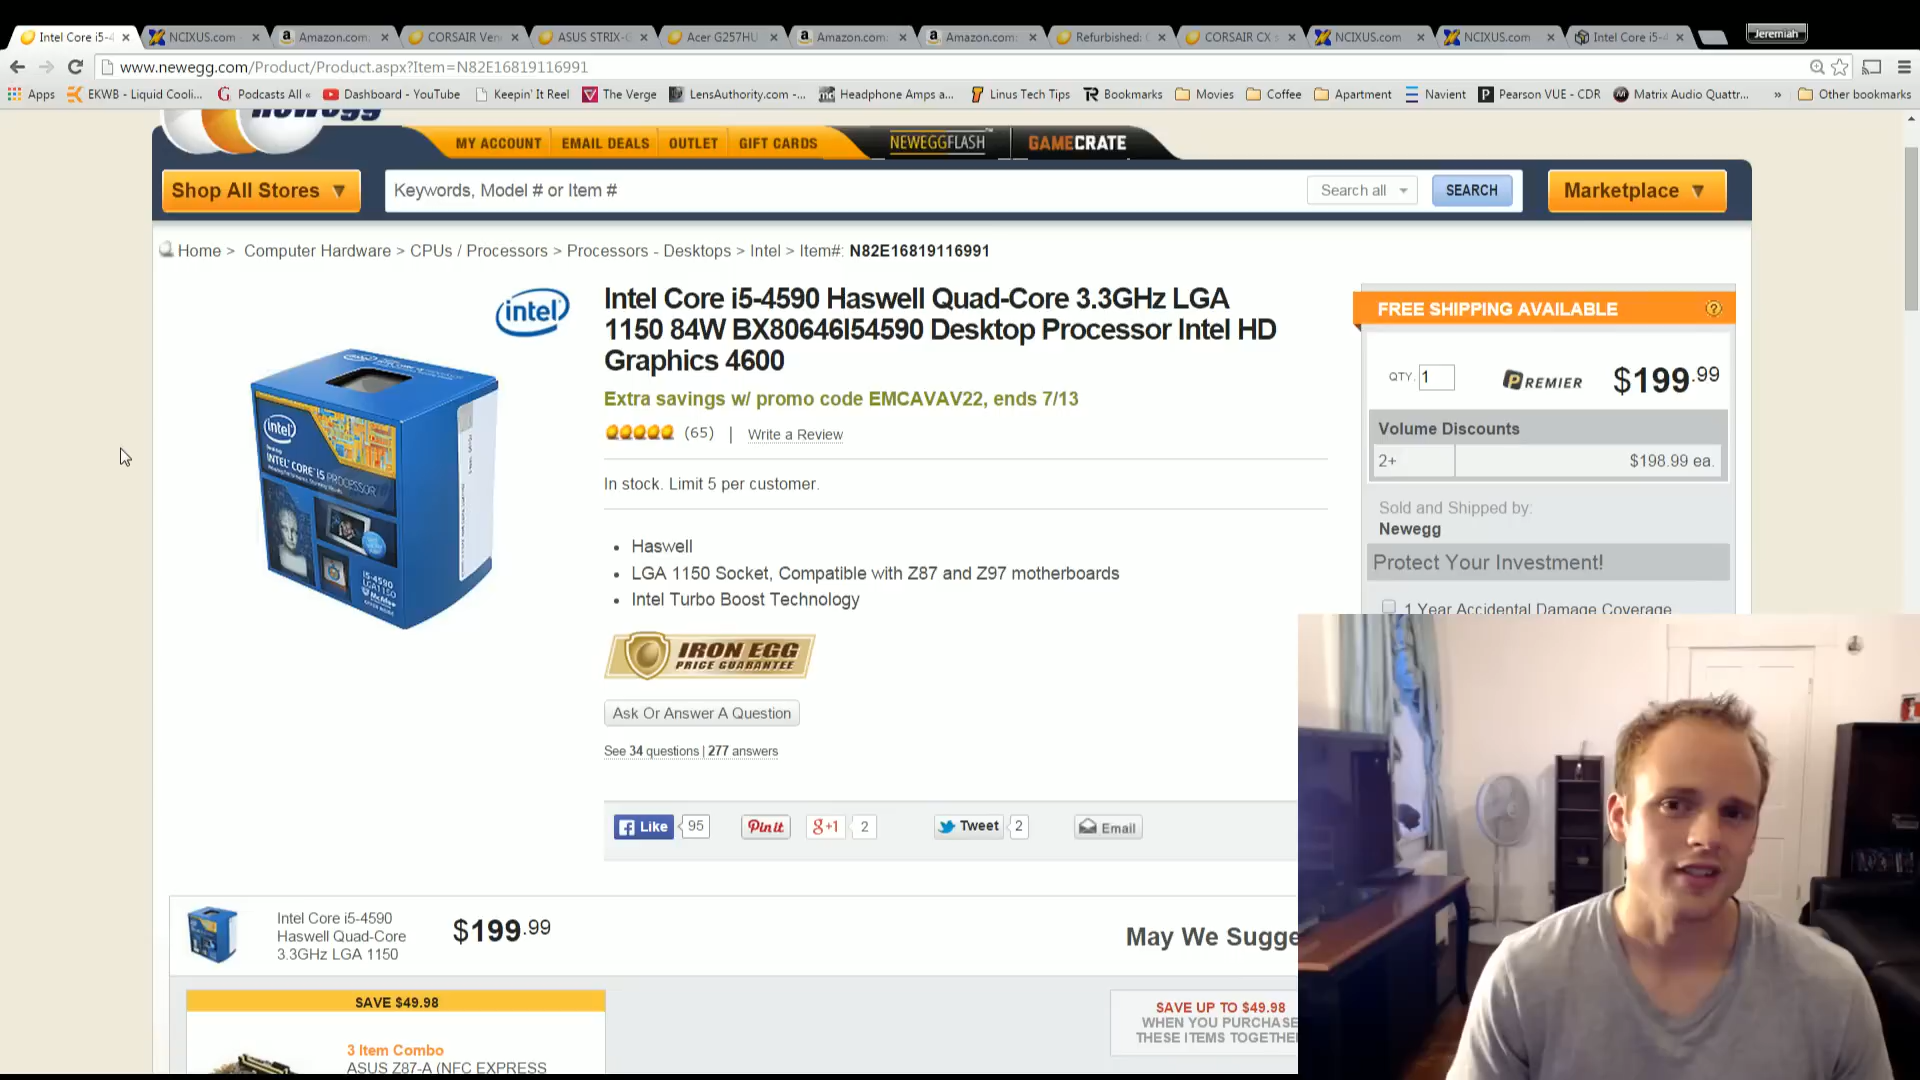 Intel Core i5-4
NCIXUS.com
Amazon.com:
CORSAIR Ven
ASUS STRIX-G
Acer G257HU
Amazon.com:
Amazon.com:
Refurbished: C
CORSAIR CX s
NCIXUS.com
NCIXUS.com
Intel Core i5-4
Jeremiah
www.newegg.com/Product/Product.aspx?Item=N82E16819116991
Apps
EKWB - Liquid Cooli...
Podcasts All «
Dashboard - YouTube
Keepin' It Reel
The Verge
LensAuthority.com -...
Headphone Amps a...
Linus Tech Tips
Bookmarks
Movies
Coffee
Apartment
Navient
Pearson VUE - CDR
Matrix Audio Quattr...
»
Other bookmarks
newegg
MY ACCOUNT
EMAIL DEALS
OUTLET
GIFT CARDS
NEWEGGFLASH
GAMECRATE
Shop All Stores ▼
Keywords, Model # or Item #
Search all
SEARCH
Marketplace ▼
Home > Computer Hardware > CPUs / Processors > Processors - Desktops > Intel > Item#: N82E16819116991
intel
Intel Core i5-4590 Haswell Quad-Core 3.3GHz LGA
1150 84W BX80646I54590 Desktop Processor Intel HD
Graphics 4600
Extra savings w/ promo code EMCAVAV22, ends 7/13
(65) | Write a Review
In stock. Limit 5 per customer.
• Haswell
• LGA 1150 Socket, Compatible with Z87 and Z97 motherboards
• Intel Turbo Boost Technology
IRON EGG
PRICE GUARANTEE
Ask Or Answer A Question
See 34 questions | 277 answers
Like 95
Pin it
g+1 2
Tweet 2
Email
intel
INTEL® CORE™ i5 PROCESSOR
i5-4590
LGA1150
McAfee
FREE SHIPPING AVAILABLE
QTY. 1
PREMIER
$199.99
Volume Discounts
2+ $198.99 ea.
Sold and Shipped by:
Newegg
Protect Your Investment!
1 Year Accidental Damage Coverage
Intel Core i5-4590
Haswell Quad-Core
3.3GHz LGA 1150
$199.99
May We Sugge
SAVE $49.98
3 Item Combo
ASUS Z87-A (NFC EXPRESS
SAVE UP TO $49.98
WHEN YOU PURCHASE
THESE ITEMS TOGETHE